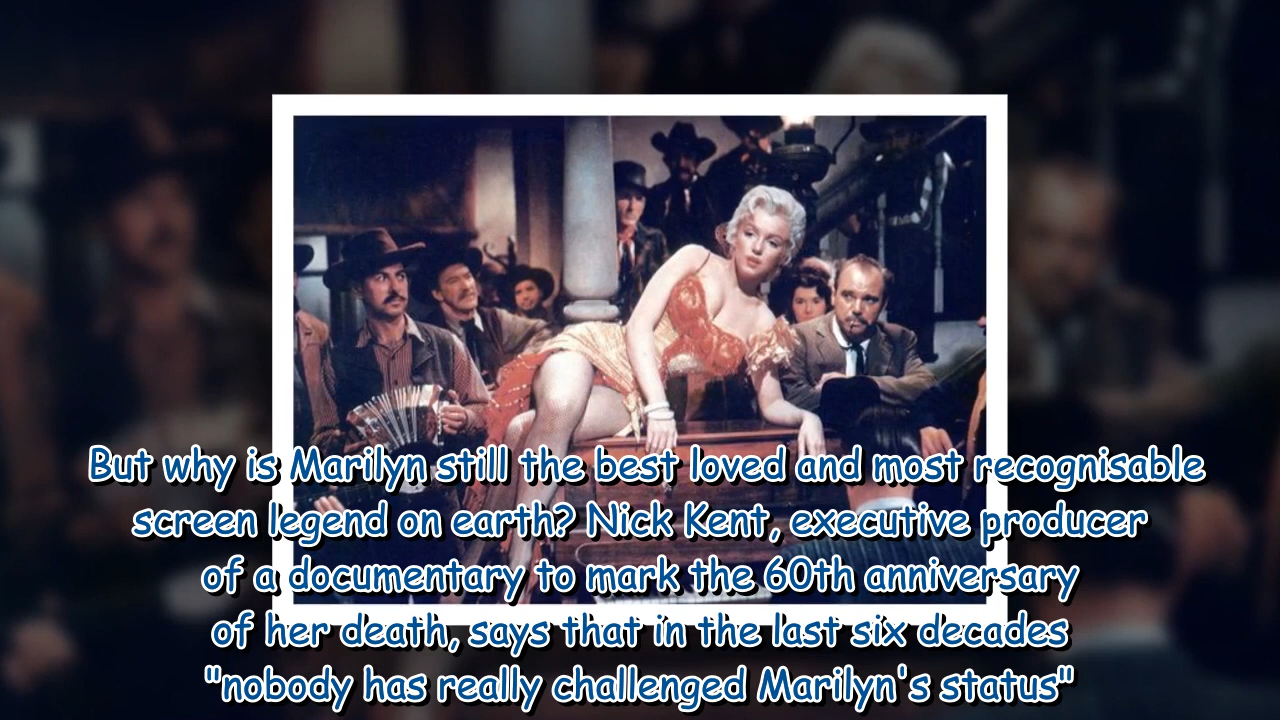 But why is Marilyn still the best loved and most recognisable
screen legend on earth? Nick Kent, executive producer
of a documentary to mark the 60th anniversary
of her death, says that in the last six decades
"nobody has really challenged Marilyn's status"